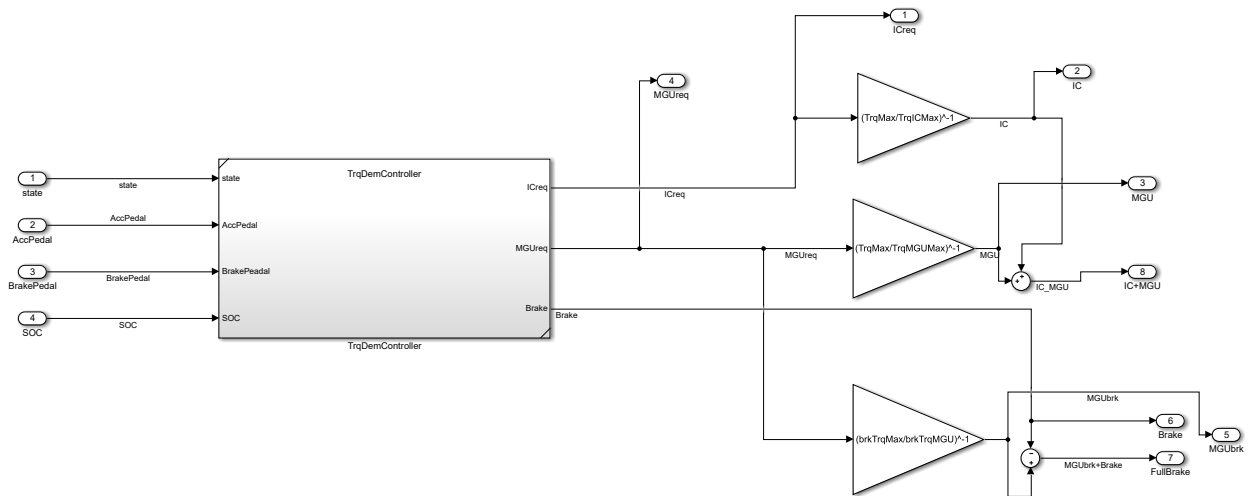 1
ICreq
2
IC
4
MGUreq
(TrqMax/TrqICMax)^-1
IC
TrqDemController
1
state
state
state
ICreq
ICreq
3
MGU
2
AccPedal
AccPedal
AccPedal
MGUreq
MGUreq
(TrqMax/TrqMGUMax)^-1
MGU
3
BrakePedal
BrakePedal
BrakePeadal
+
+
IC_MGU
8
IC+MGU
4
SOC
SOC
SOC
Brake
Brake
TrqDemController
MGUbrk
(brkTrqMax/brkTrqMGU)^-1
6
Brake
5
MGUbrk
−
+
MGUbrk+Brake
7
FullBrake